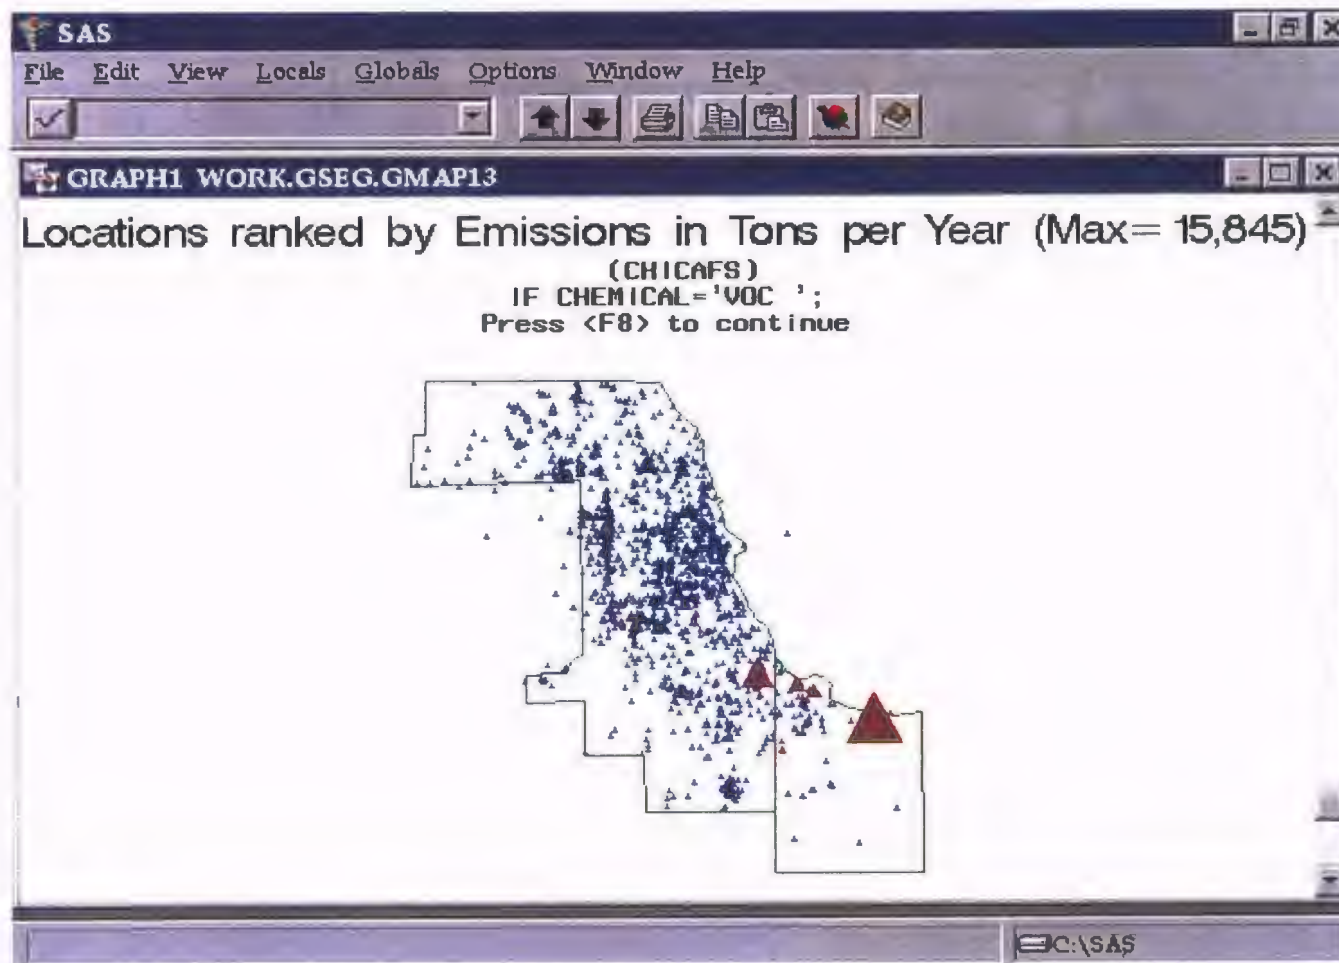 SAS
File Edit View Locals Globals Options Window Help
GRAPH1 WORK.GSEG.GMAP13
Locations ranked by Emissions in Tons per Year (Max= 15,845)
(CHICAFS)
IF CHEMICAL='VOC ';
Press <F8> to continue
C:\SAS